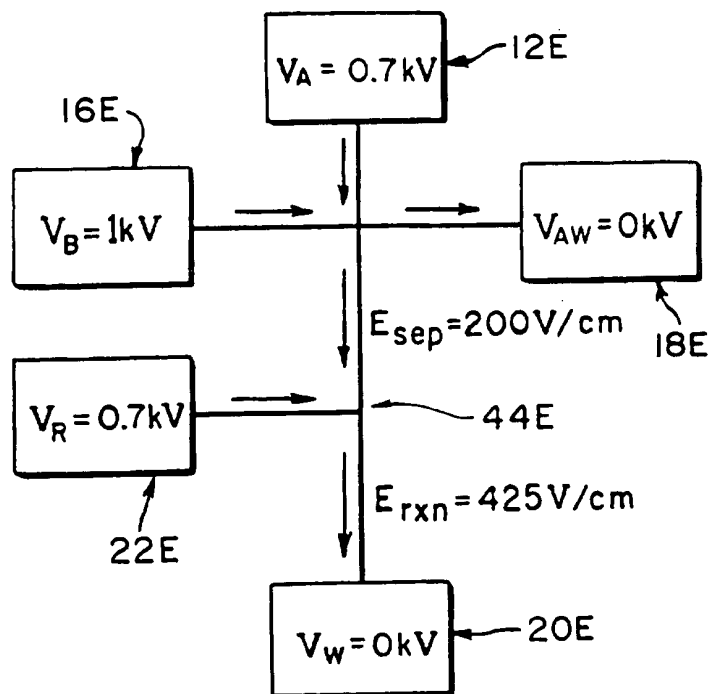 12E
V_A = 0.7kV
16E
V_B = 1kV
V_AW = 0kV
18E
E_sep = 200V/cm
V_R = 0.7kV
44E
22E
E_rxn = 425V/cm
V_W = 0kV
20E